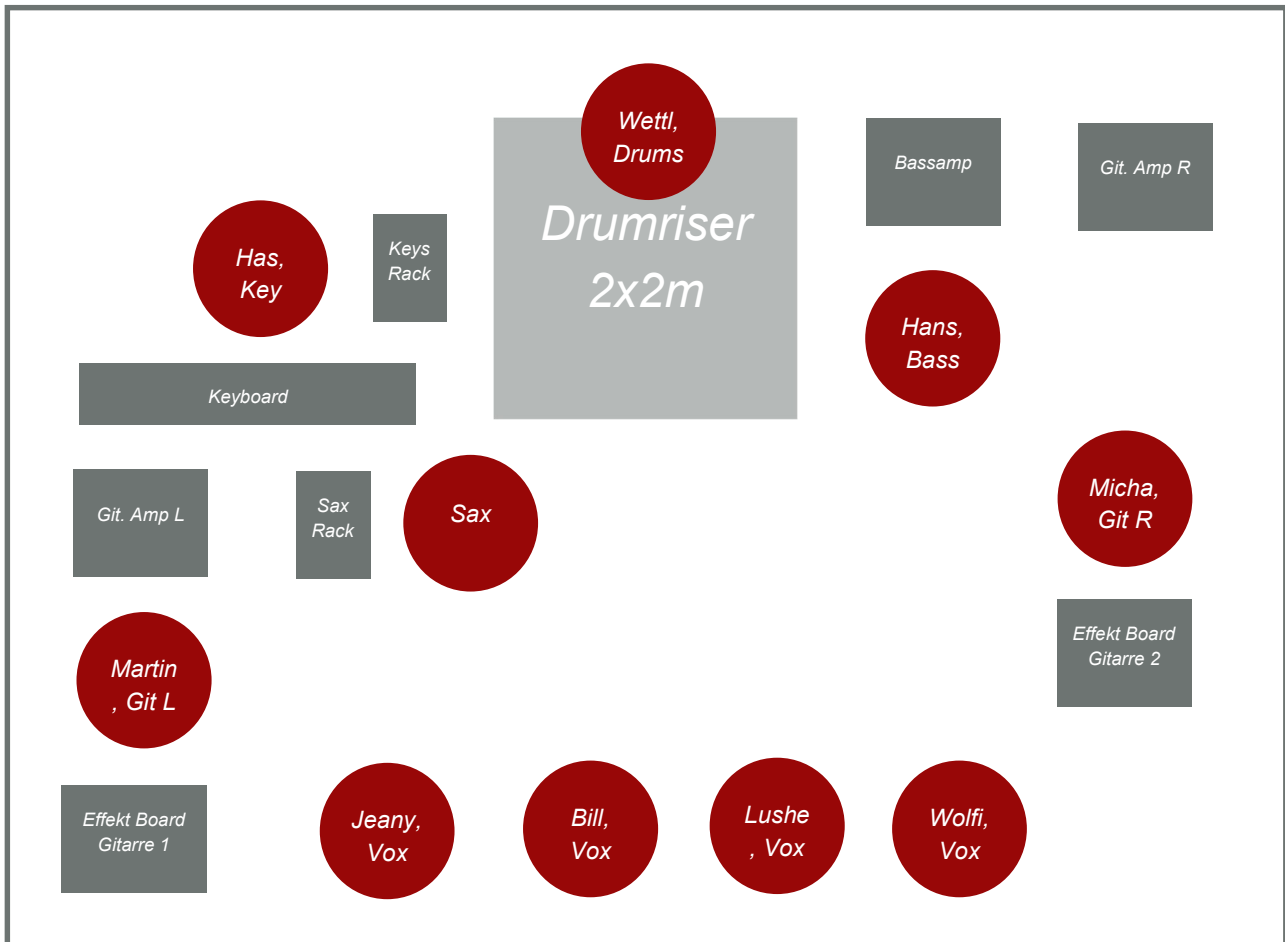 Wettl,
Drums
Drumriser
2x2m
Bassamp
Git. Amp R
Has,
Key
Keys
Rack
Hans,
Bass
Keyboard
Git. Amp L
Sax
Rack
Sax
Micha,
Git R
Effekt Board
Gitarre 2
Martin
, Git L
Effekt Board
Gitarre 1
Jeany,
Vox
Bill,
Vox
Lushe
, Vox
Wolfi,
Vox